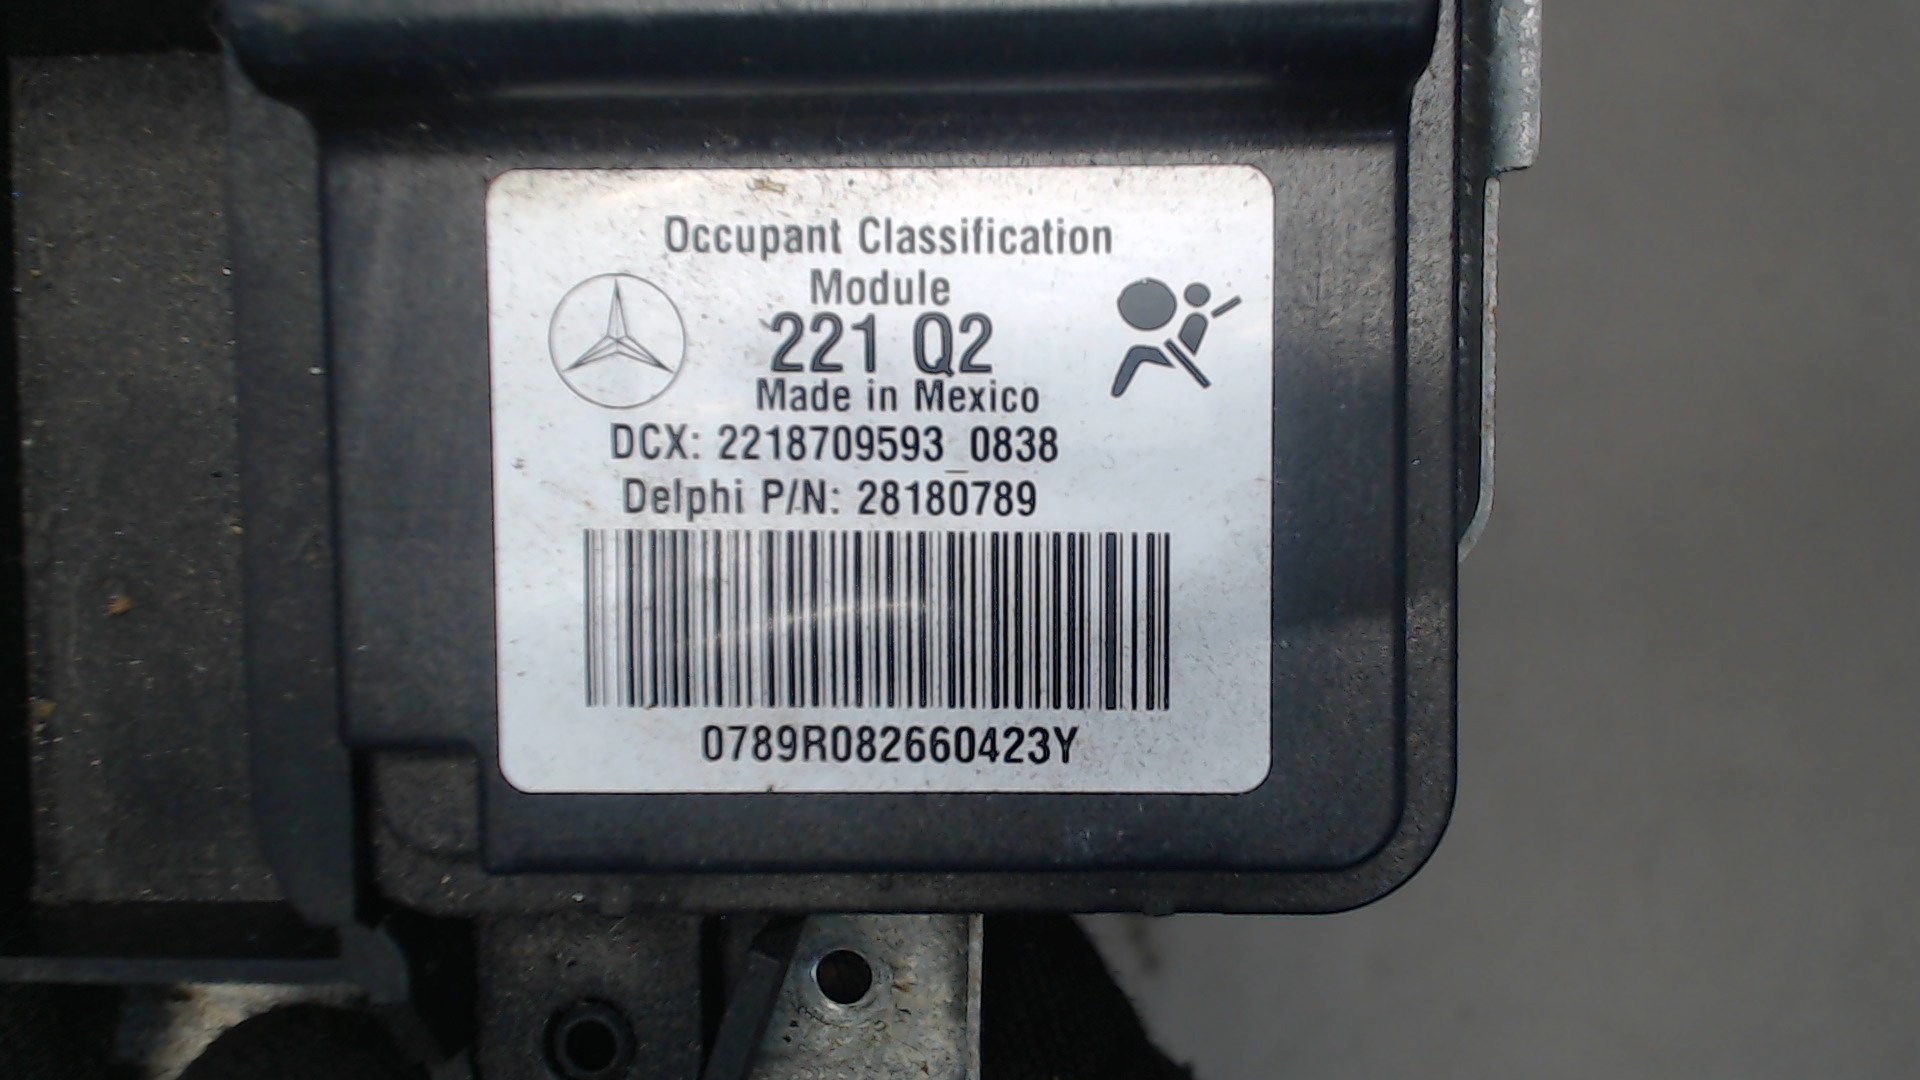 Occupant Classification
Module
221 Q2
Made in Mexico
DCX: 2218709593_0838
Delphi P/N: 28180789
0789R082660423Y